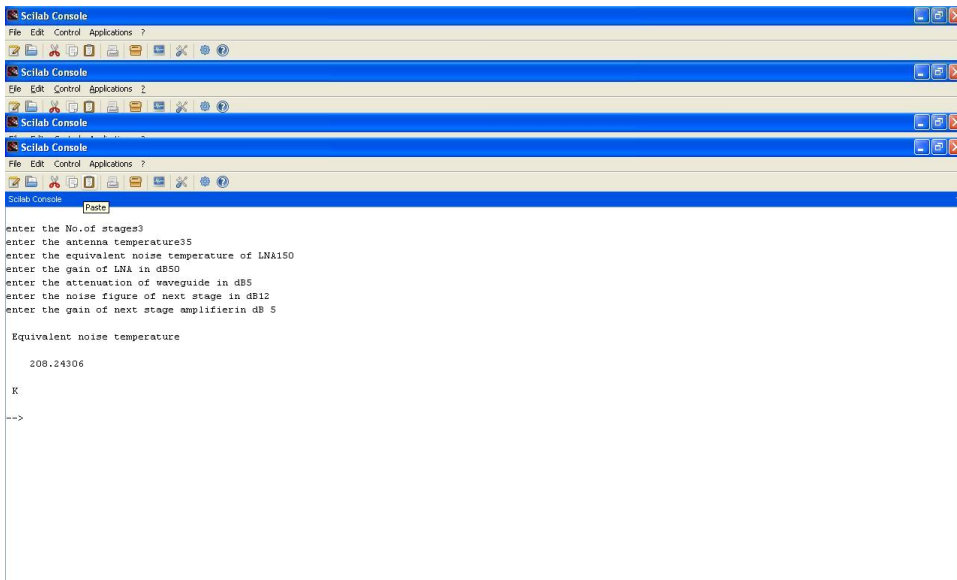 Scilab Console
File Edit Control Applications ?
Scilab Console
File Edit Control Applications ?
Scilab Console
Scilab Console
File Edit Control Applications ?
Scilab Console
Paste
enter the No.of stages3
enter the antenna temperature35
enter the equivalent noise temperature of LNA150
enter the gain of LNA in dB50
enter the attenuation of waveguide in dB5
enter the noise figure of next stage in dB12
enter the gain of next stage amplifierin dB 5
Equivalent noise temperature
208.24306
K
-->